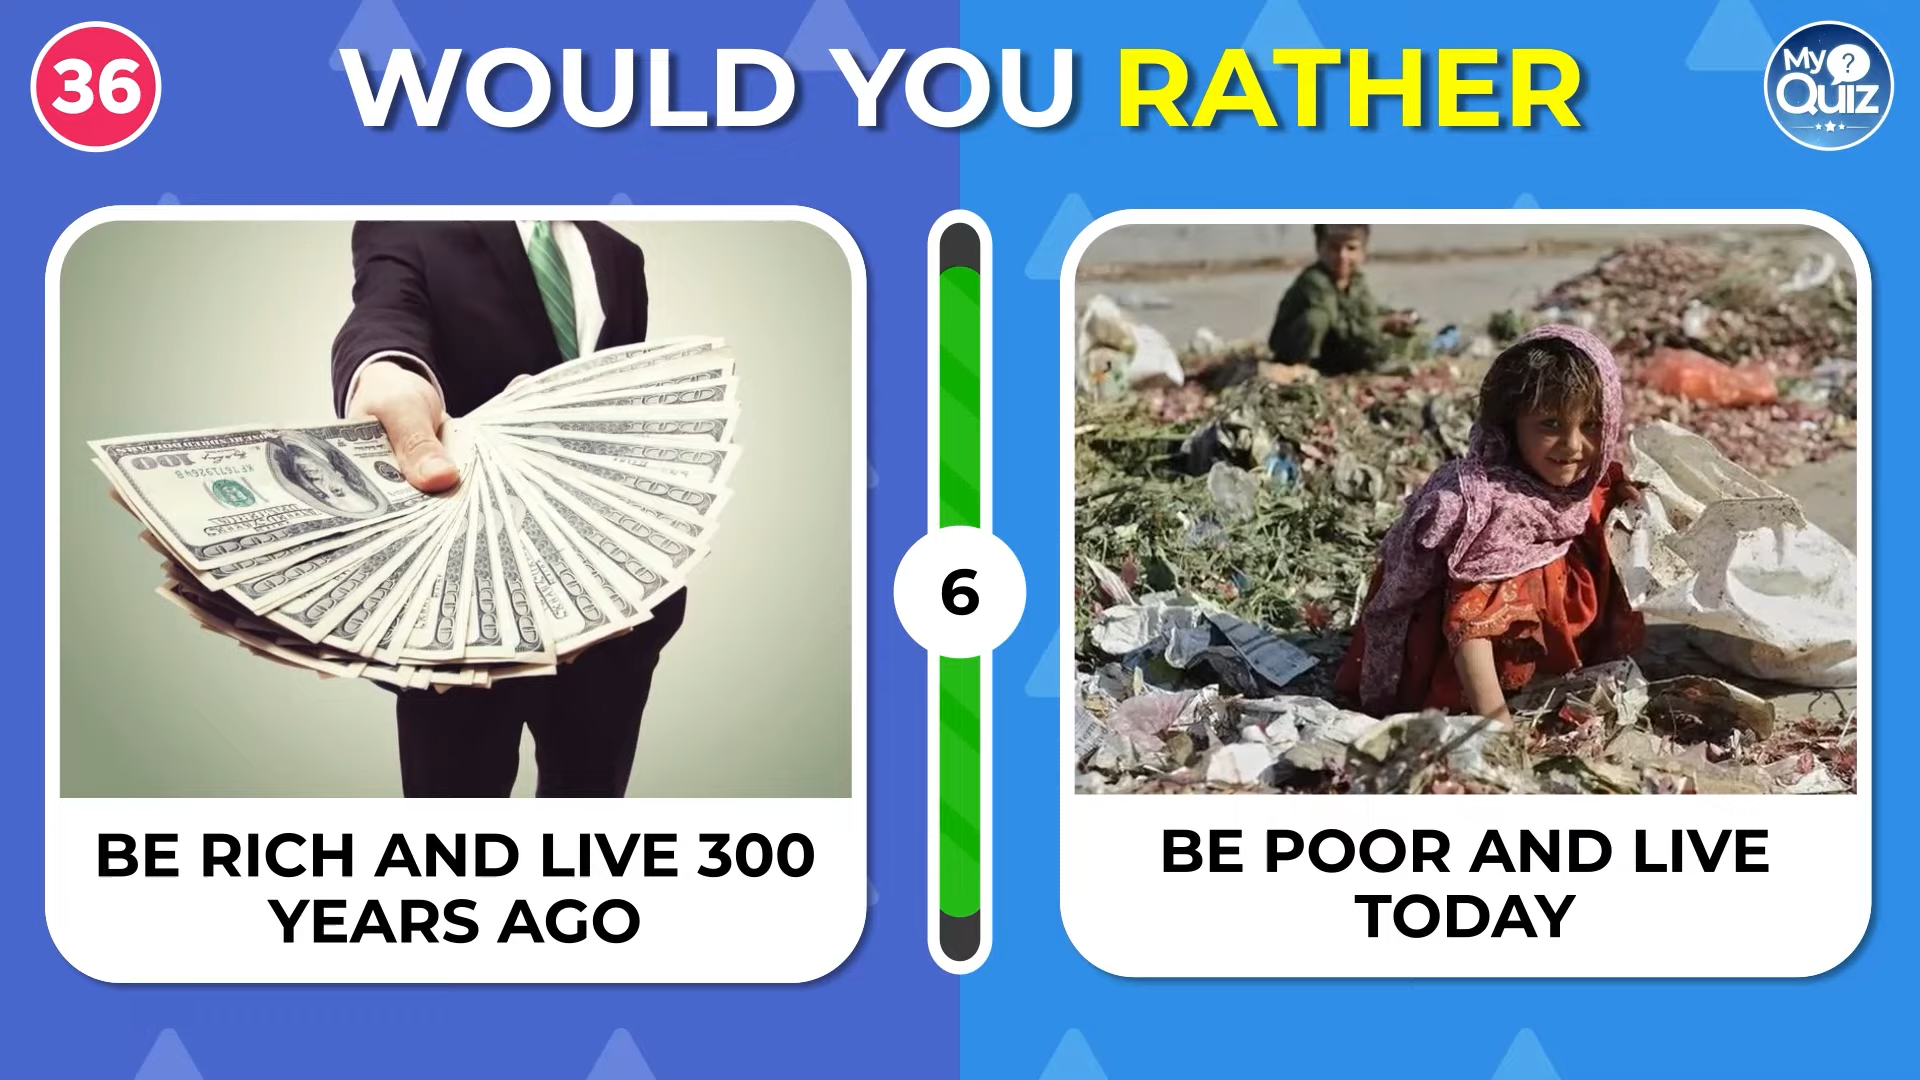 36
WOULD YOU RATHER
My ?
Quiz
6
100
BE RICH AND LIVE 300
YEARS AGO
BE POOR AND LIVE
TODAY